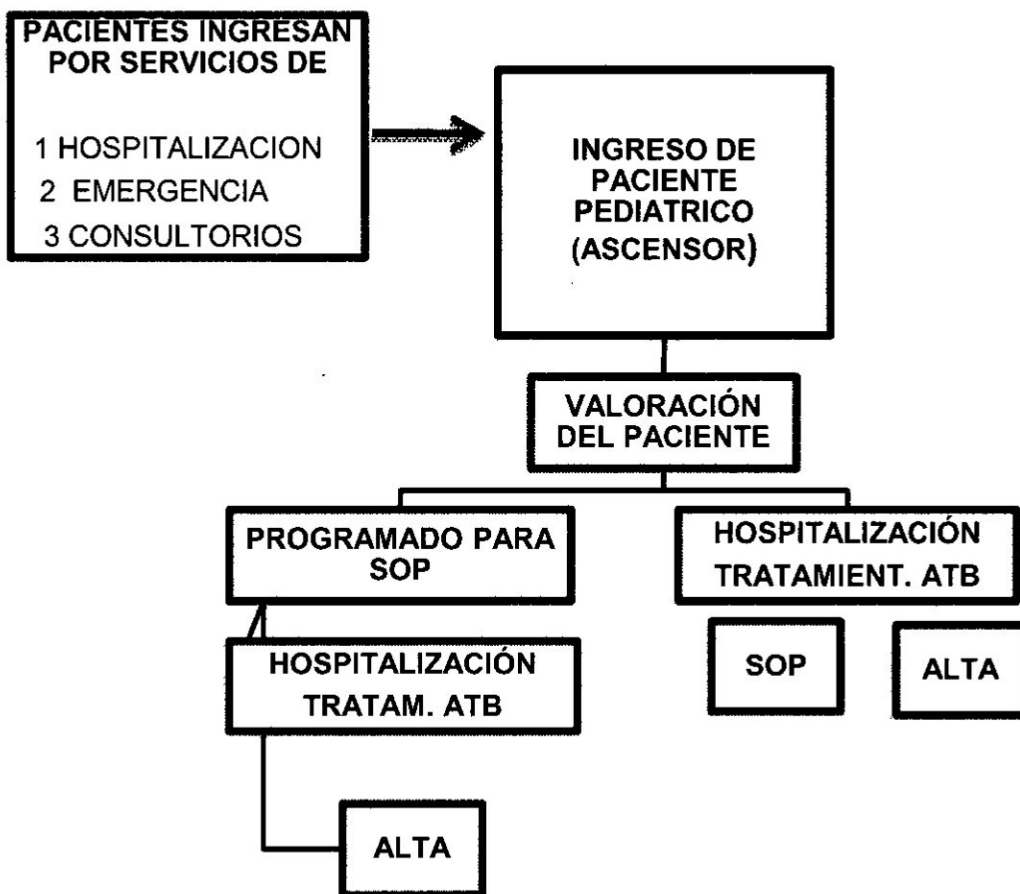 PACIENTES INGRESAN
POR SERVICIOS DE
1 HOSPITALIZACION
2 EMERGENCIA
3 CONSULTORIOS
INGRESO DE
PACIENTE
PEDIATRICO
(ASCENSOR)
VALORACIÓN
DEL PACIENTE
PROGRAMADO PARA
SOP
HOSPITALIZACIÓN
TRATAMIENT. ATB
HOSPITALIZACIÓN
TRATAM. ATB
SOP
ALTA
ALTA